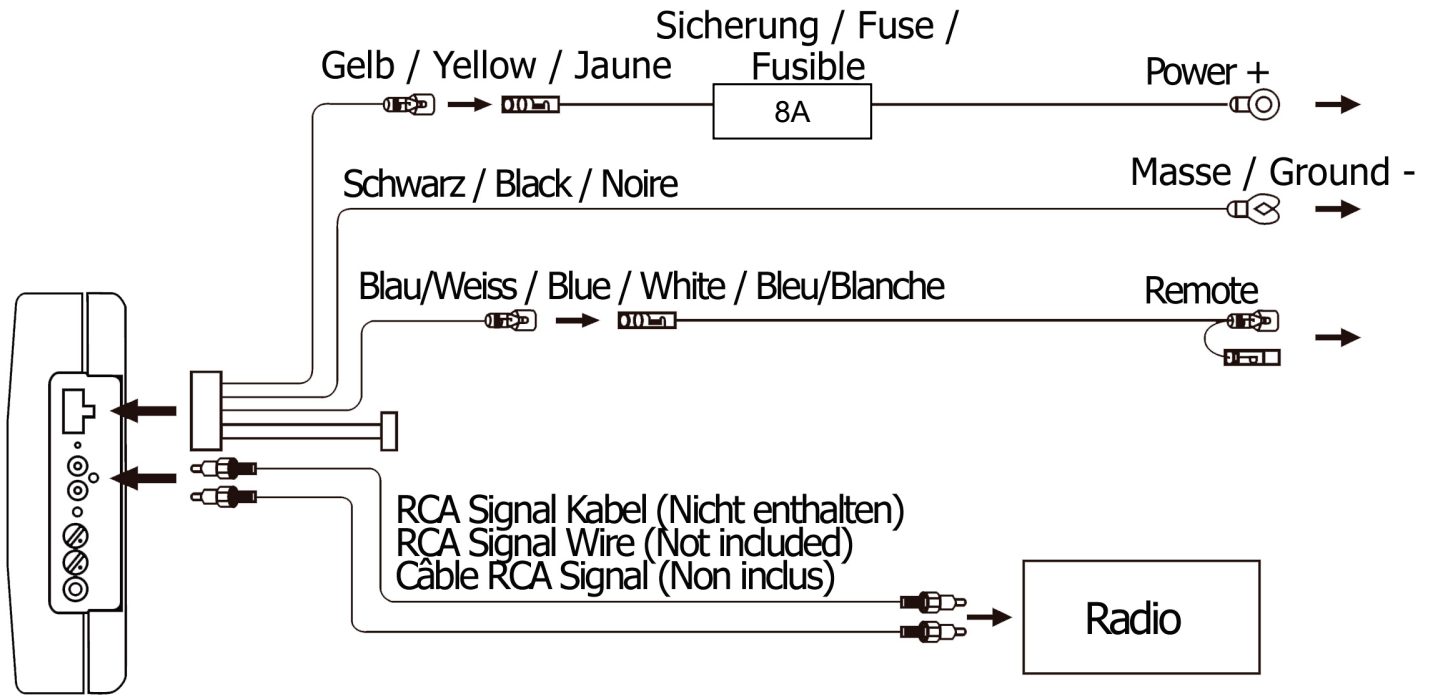 Sicherung / Fuse /
Fusible
Gelb / Yellow / Jaune
8A
Power +
Schwarz / Black / Noire
Masse / Ground -
Blau/Weiss / Blue / White / Bleu/Blanche
Remote
RCA Signal Kabel (Nicht enthalten)
RCA Signal Wire (Not included)
Câble RCA Signal (Non inclus)
Radio